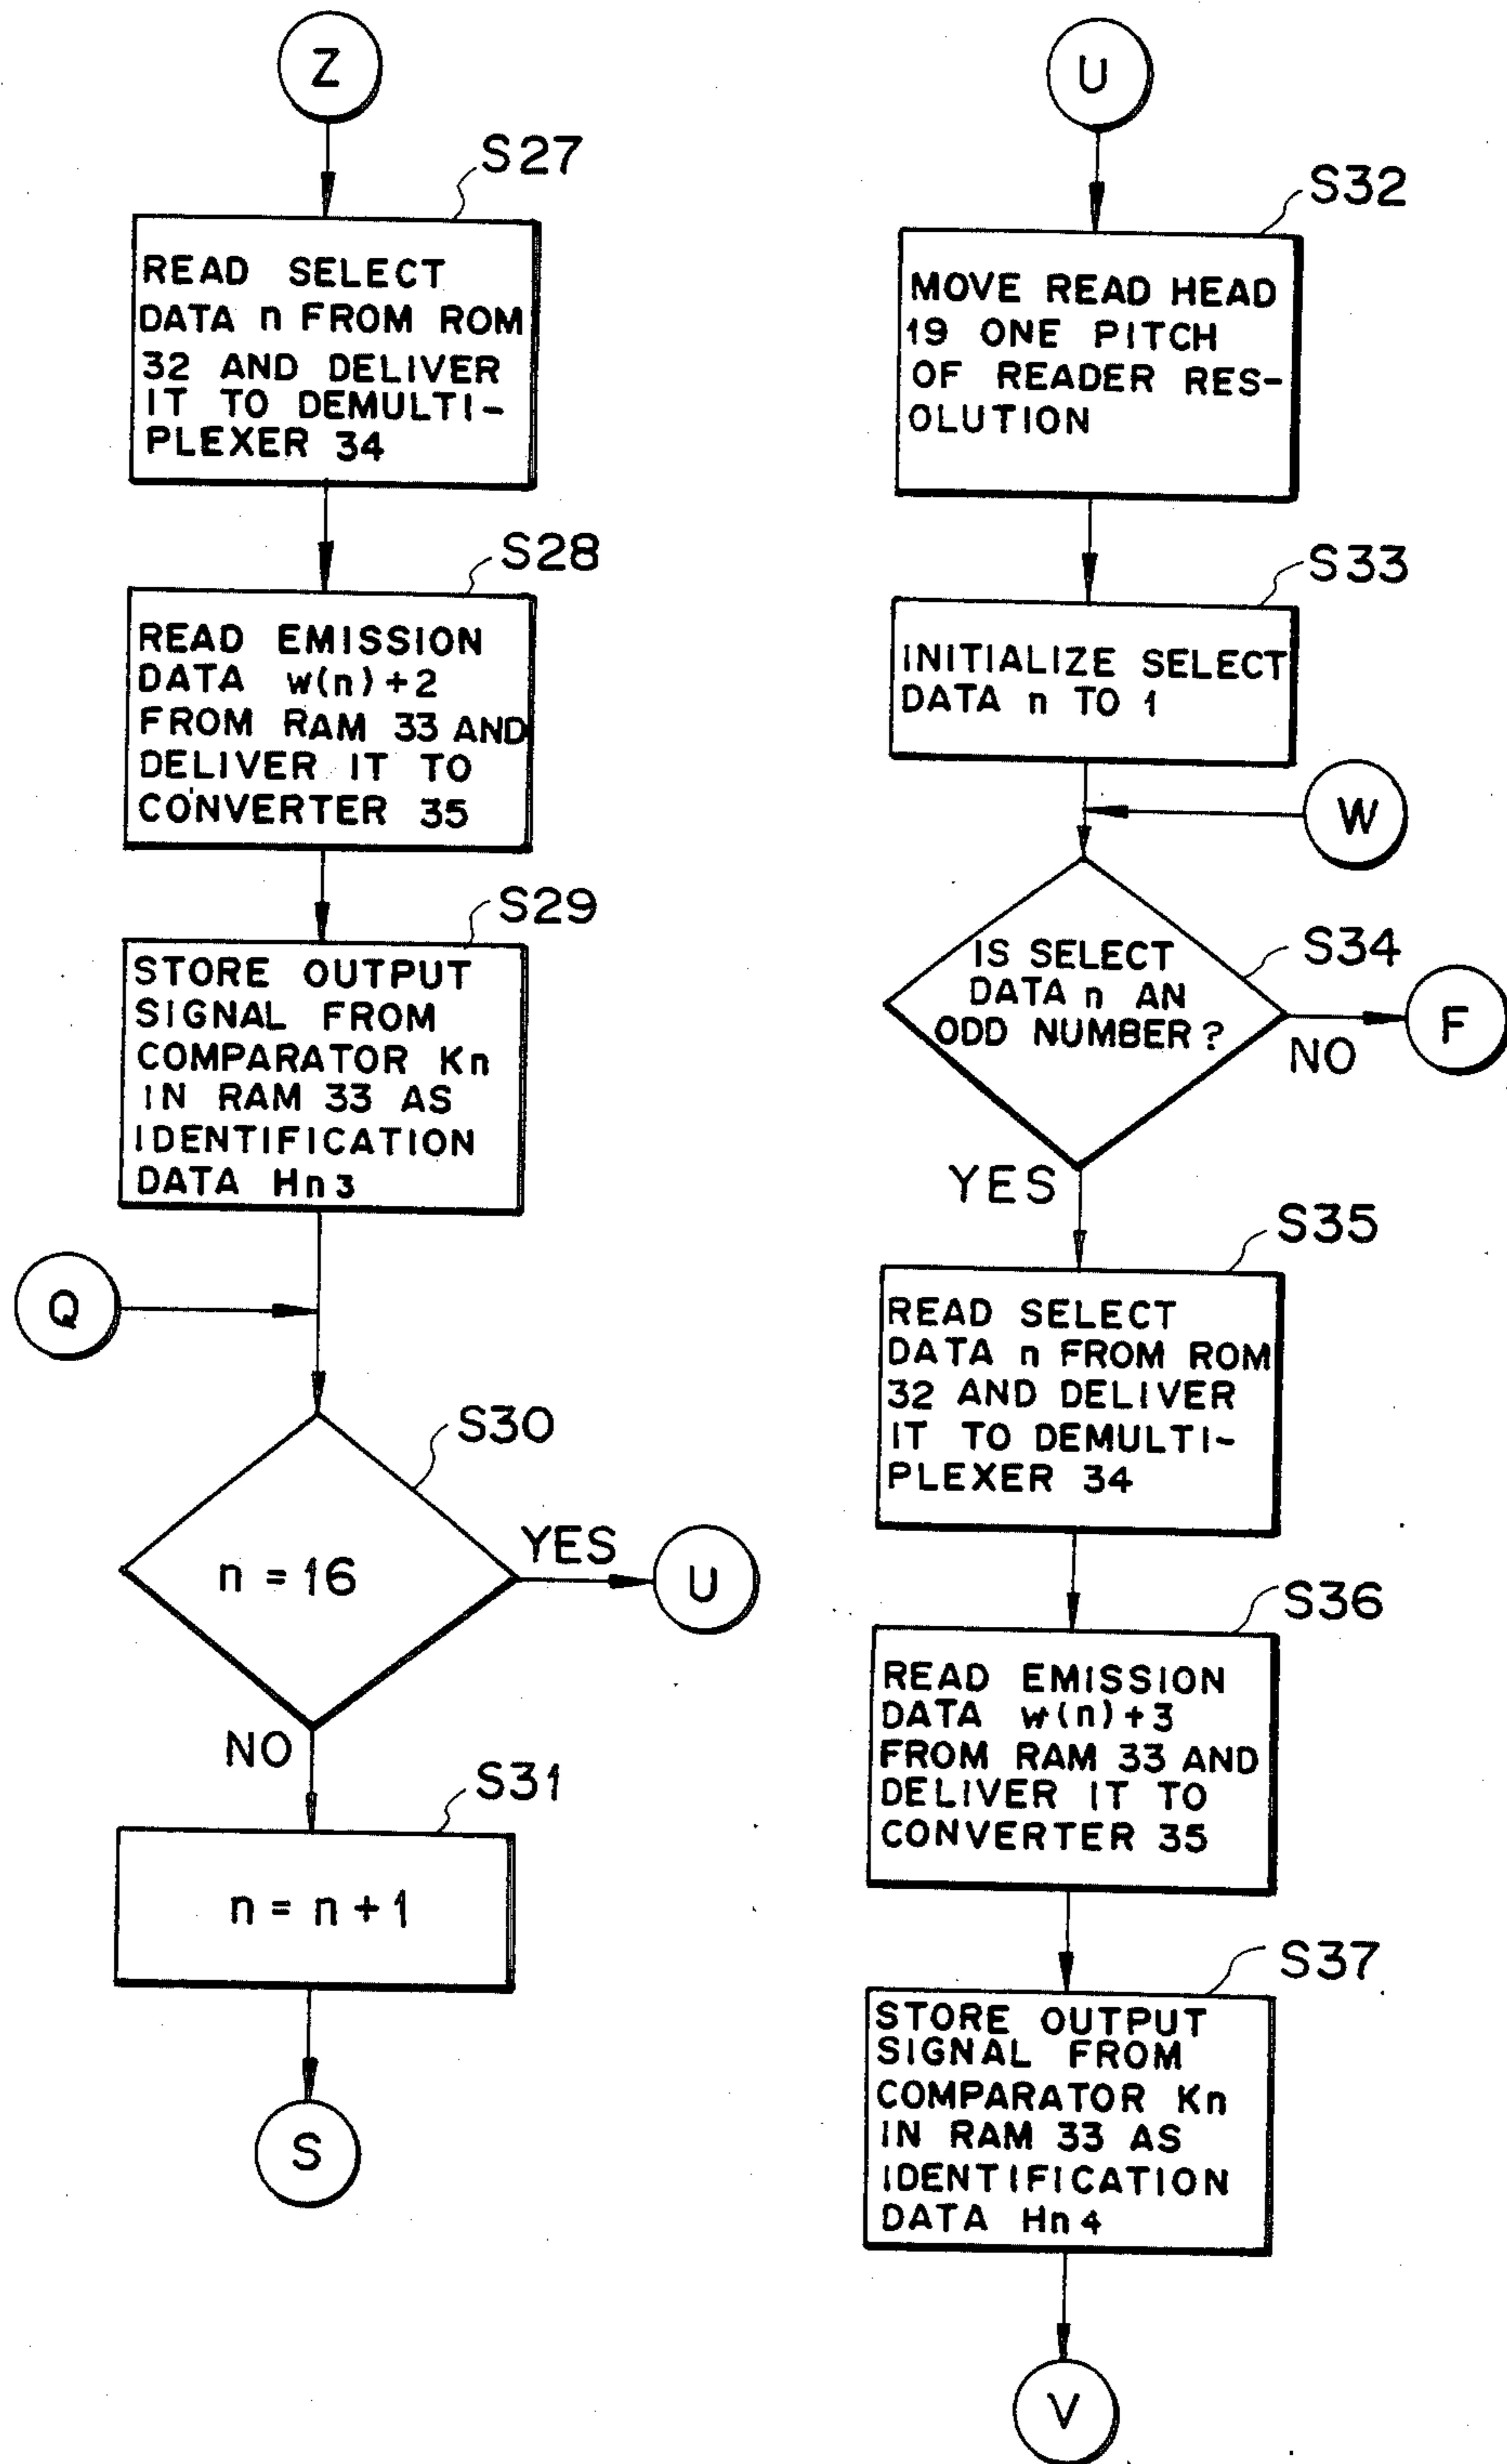 Z
S27
READ SELECT
DATA n FROM ROM
32 AND DELIVER
IT TO DEMULTI-
PLEXER 34
S28
READ EMISSION
DATA w(n)+2
FROM RAM 33 AND
DELIVER IT TO
CONVERTER 35
S29
STORE OUTPUT
SIGNAL FROM
COMPARATOR Kn
IN RAM 33 AS
IDENTIFICATION
DATA Hn3
Q
S30
n = 16
YES
U
NO
S31
n = n + 1
S
U
S32
MOVE READ HEAD
19 ONE PITCH
OF READER RES-
OLUTION
S33
INITIALIZE SELECT
DATA n TO 1
W
S34
IS SELECT
DATA n AN
ODD NUMBER?
NO
F
YES
S35
READ SELECT
DATA n FROM ROM
32 AND DELIVER
IT TO DEMULTI-
PLEXER 34
S36
READ EMISSION
DATA w(n)+3
FROM RAM 33 AND
DELIVER IT TO
CONVERTER 35
S37
STORE OUTPUT
SIGNAL FROM
COMPARATOR Kn
IN RAM 33 AS
IDENTIFICATION
DATA Hn4
V